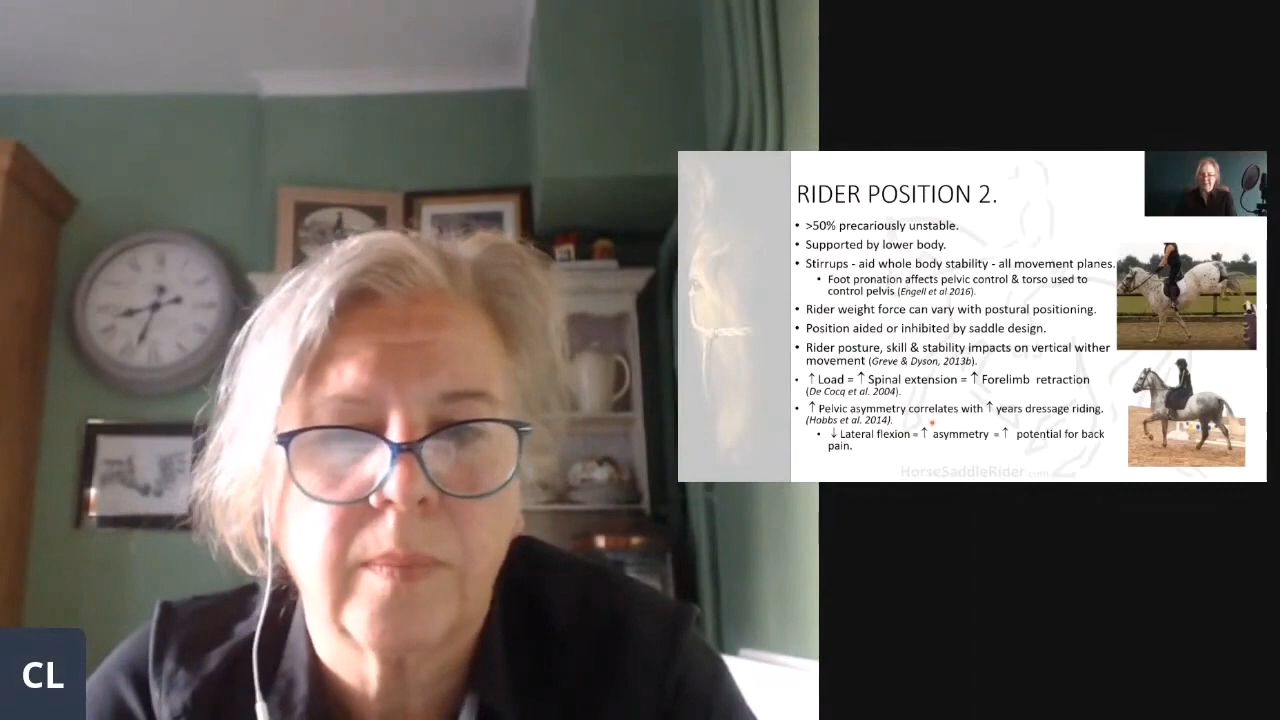 RIDER POSITION 2.
• >50% precariously unstable.
• Supported by lower body.
• Stirrups - aid whole body stability - all movement planes.
• Foot pronation affects pelvic control & torso used to
control pelvis (Engell et al 2016).
• Rider weight force can vary with postural positioning.
• Position aided or inhibited by saddle design.
• Rider posture, skill & stability impacts on vertical wither
movement (Greve & Dyson, 2013b).
• ↑ Load = ↑ Spinal extension = ↑ Forelimb retraction
(De Cocq et al. 2004).
• ↑ Pelvic asymmetry correlates with ↑ years dressage riding.
(Hobbs et al. 2014).
• ↓ Lateral flexion = ↑ asymmetry = ↑ potential for back
pain.
HorseSaddleRider.com
CL